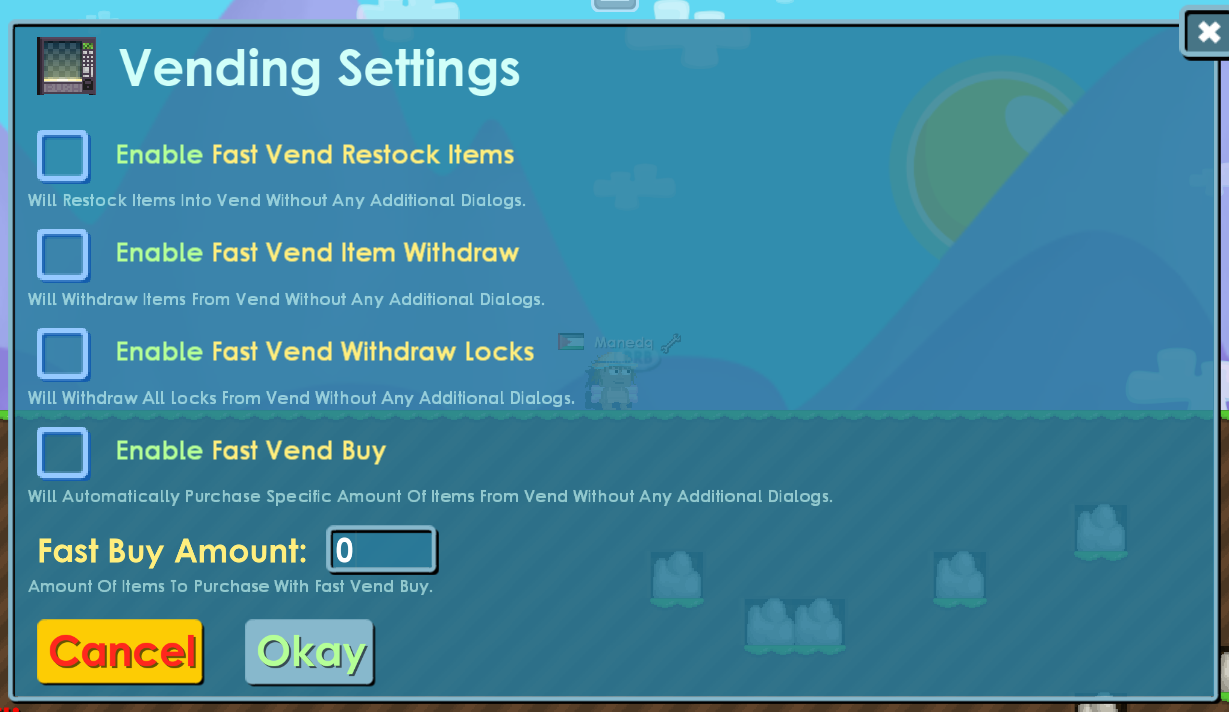 Vending Settings
Enable Fast Vend Restock Items
Will Restock Items Into Vend Without Any Additional Dialogs.
Enable Fast Vend Item Withdraw
Will Withdraw Items From Vend Without Any Additional Dialogs.
Maneda
Enable Fast Vend Withdraw Locks
Will Withdraw All Locks From Vend Without Any Additional Dialogs.
Enable Fast Vend Buy
Will Automatically Purchase Specific Amount Of Items From Vend Without Any Additional Dialogs.
Fast Buy Amount: 0
Amount Of Items To Purchase With Fast Vend Buy.
Cancel Okay